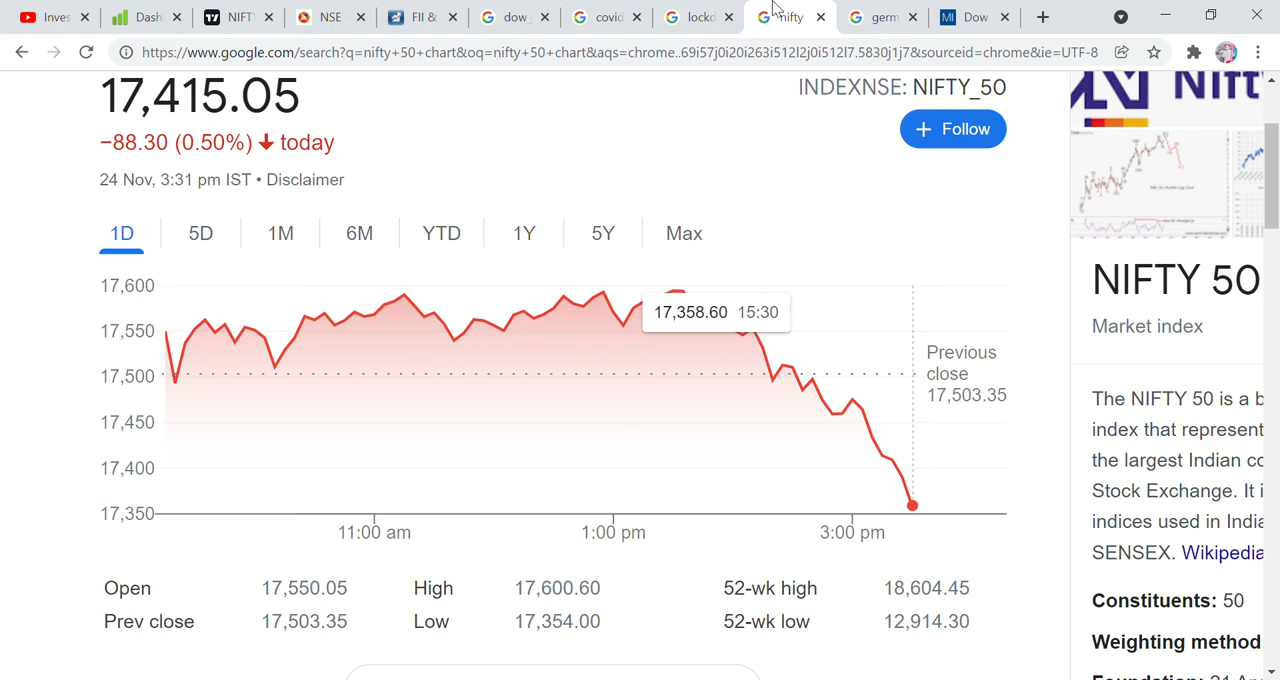 Inves
Dash
NIFTY
NSE
FII &
dow j
covid
lockd
nifty
germ
Dow
https://www.google.com/search?q=nifty+50+chart&oq=nifty+50+chart&aqs=chrome..69i57j0i20i263i512l2j0i512l7.5830j1j7&sourceid=chrome&ie=UTF-8
17,415.05
−88.30 (0.50%) today
24 Nov, 3:31 pm IST • Disclaimer
INDEXNSE: NIFTY_50
+ Follow
1D 5D 1M 6M YTD 1Y 5Y Max
17,600
17,550
17,500
17,450
17,400
17,350
17,358.60 15:30
Previous
close
17,503.35
11:00 am 1:00 pm 3:00 pm
Open 17,550.05 High 17,600.60 52-wk high 18,604.45
Prev close 17,503.35 Low 17,354.00 52-wk low 12,914.30
Nift
NIFTY 50
Market index
The NIFTY 50 is a b
index that represent
the largest Indian co
Stock Exchange. It i
indices used in India
SENSEX. Wikipedia
Constituents: 50
Weighting method